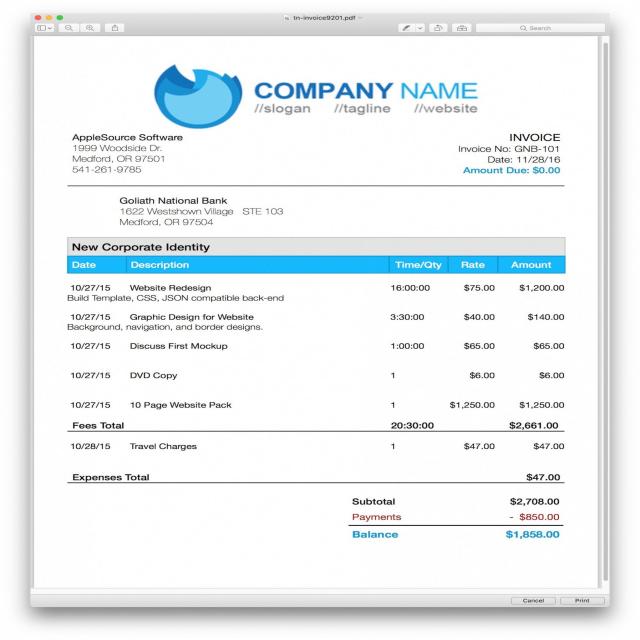 tn-invoice9201.pdf
Search
COMPANY NAME
//slogan //tagline //website
AppleSource Software
1999 Woodside Dr.
Medford, OR 97501
541-261-9785
INVOICE
Invoice No: GNB-101
Date: 11/28/16
Amount Due: $0.00
Goliath National Bank
1622 Westshown Village STE 103
Medford, OR 97504
New Corporate Identity
Date Description Time/Qty Rate Amount
10/27/15 Website Redesign 16:00:00 $75.00 $1,200.00
Build Template, CSS, JSON compatible back-end
10/27/15 Graphic Design for Website 3:30:00 $40.00 $140.00
Background, navigation, and border designs.
10/27/15 Discuss First Mockup 1:00:00 $65.00 $65.00
10/27/15 DVD Copy 1 $6.00 $6.00
10/27/15 10 Page Website Pack 1 $1,250.00 $1,250.00
Fees Total 20:30:00 $2,661.00
10/28/15 Travel Charges 1 $47.00 $47.00
Expenses Total $47.00
Subtotal $2,708.00
Payments - $850.00
Balance $1,858.00
Cancel Print